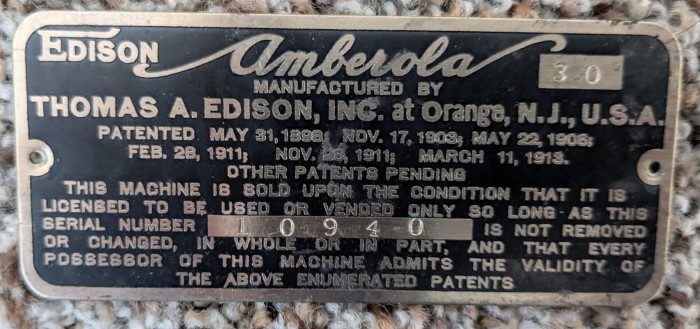 EDISON Amberola 30
MANUFACTURED BY
THOMAS A. EDISON, INC. at Orange, N.J., U.S.A.
PATENTED MAY 31, 1898; NOV. 17, 1903; MAY 22, 1906;
FEB. 28, 1911; NOV. 28, 1911; MARCH 11, 1913.
OTHER PATENTS PENDING
THIS MACHINE IS SOLD UPON THE CONDITION THAT IT IS
LICENSED TO BE USED OR VENDED ONLY SO LONG AS THIS
SERIAL NUMBER 10940 IS NOT REMOVED
OR CHANGED, IN WHOLE OR IN PART, AND THAT EVERY
POSSESSOR OF THIS MACHINE ADMITS THE VALIDITY OF
THE ABOVE ENUMERATED PATENTS